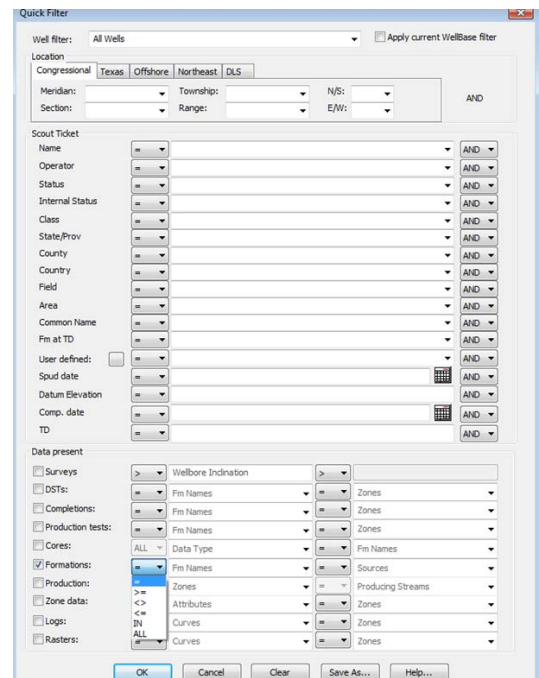 Quick Filter
Well filter: All Wells Apply current WellBase filter
Location
Congressional Texas Offshore Northeast DLS
Meridian: Township: N/S:
AND
Section: Range: E/W:
Scout Ticket
Name = AND
Operator = AND
Status = AND
Internal Status = AND
Class = AND
State/Prov = AND
County = AND
Country = AND
Field = AND
Area = AND
Common Name = AND
Fm at TD = AND
User defined: = AND
Spud date = AND
Datum Elevation = AND
Comp. date = AND
TD = AND
Data present
Surveys > Wellbore Inclination >
DSTs: = Fm Names = Zones
Completions: = Fm Names = Zones
Production tests: = Fm Names = Zones
Cores: ALL Data Type = Fm Names
Formations: = Fm Names = Sources
Production: = Zones = Producing Streams
Zone data: >= Attributes = Zones
<>
<=
Logs: IN Curves = Zones
ALL
Rasters: = Curves = Zones
OK Cancel Clear Save As... Help...